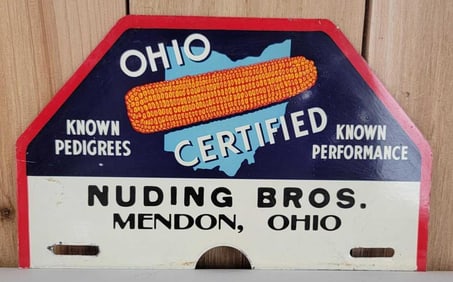 OHIO
CERTIFIED
KNOWN
PEDIGREES
KNOWN
PERFORMANCE
NUDING BROS.
MENDON, OHIO